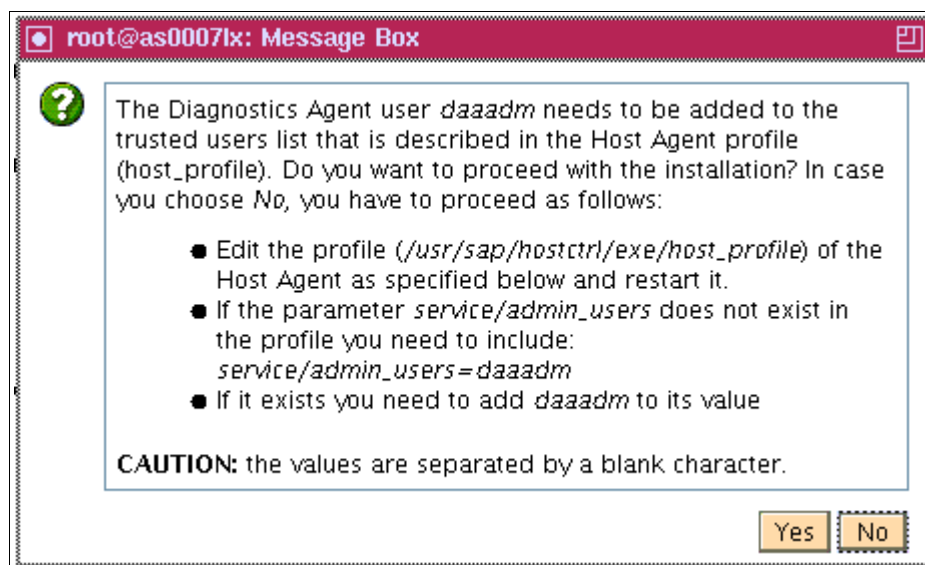 root@as0007lx: Message Box
The Diagnostics Agent user daaadm needs to be added to the
trusted users list that is described in the Host Agent profile
(host_profile). Do you want to proceed with the installation? In case
you choose No, you have to proceed as follows:
● Edit the profile (/usr/sap/hostctrl/exe/host_profile) of the
Host Agent as specified below and restart it.
● If the parameter service/admin_users does not exist in
the profile you need to include:
service/admin_users=daaadm
● If it exists you need to add daaadm to its value
CAUTION: the values are separated by a blank character.
Yes No